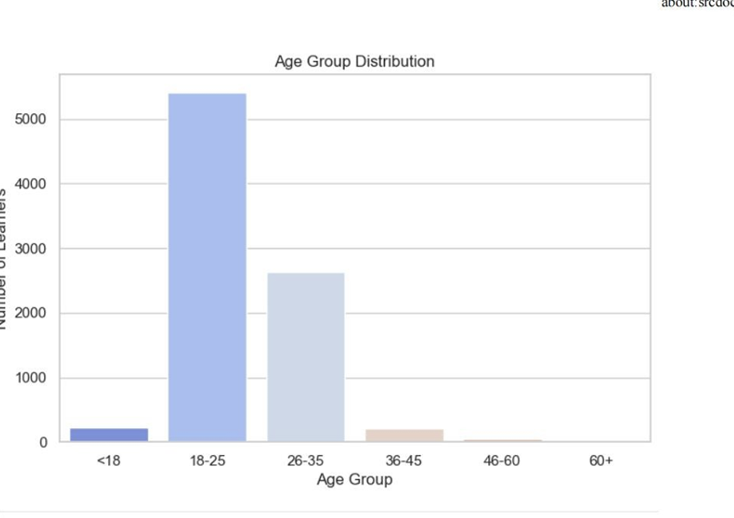 about:srcdoc
Age Group Distribution
Number of Learners
5000
4000
3000
2000
1000
0
<18 18-25 26-35 36-45 46-60 60+
Age Group